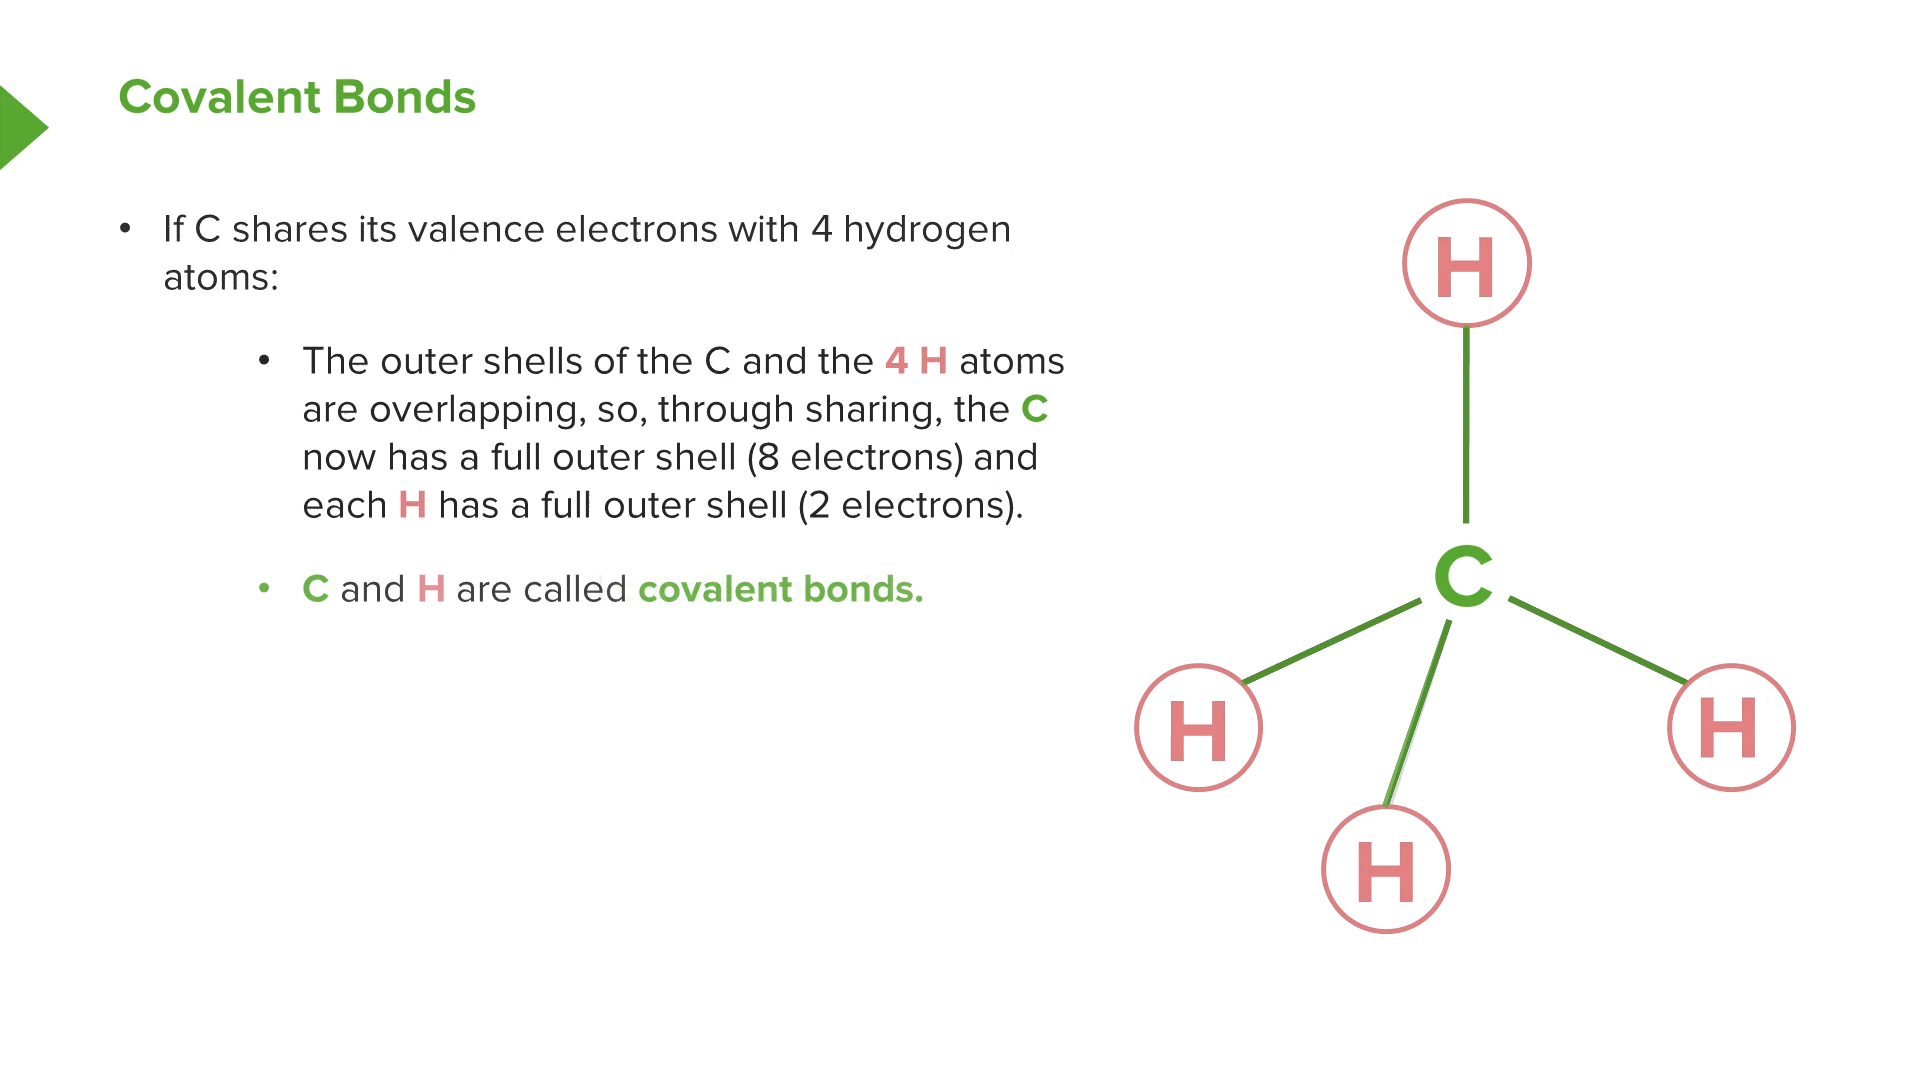 Covalent Bonds
• If C shares its valence electrons with 4 hydrogen
atoms:
• The outer shells of the C and the 4 H atoms
are overlapping, so, through sharing, the C
now has a full outer shell (8 electrons) and
each H has a full outer shell (2 electrons).
• C and H are called covalent bonds.
H
C
H
H
H